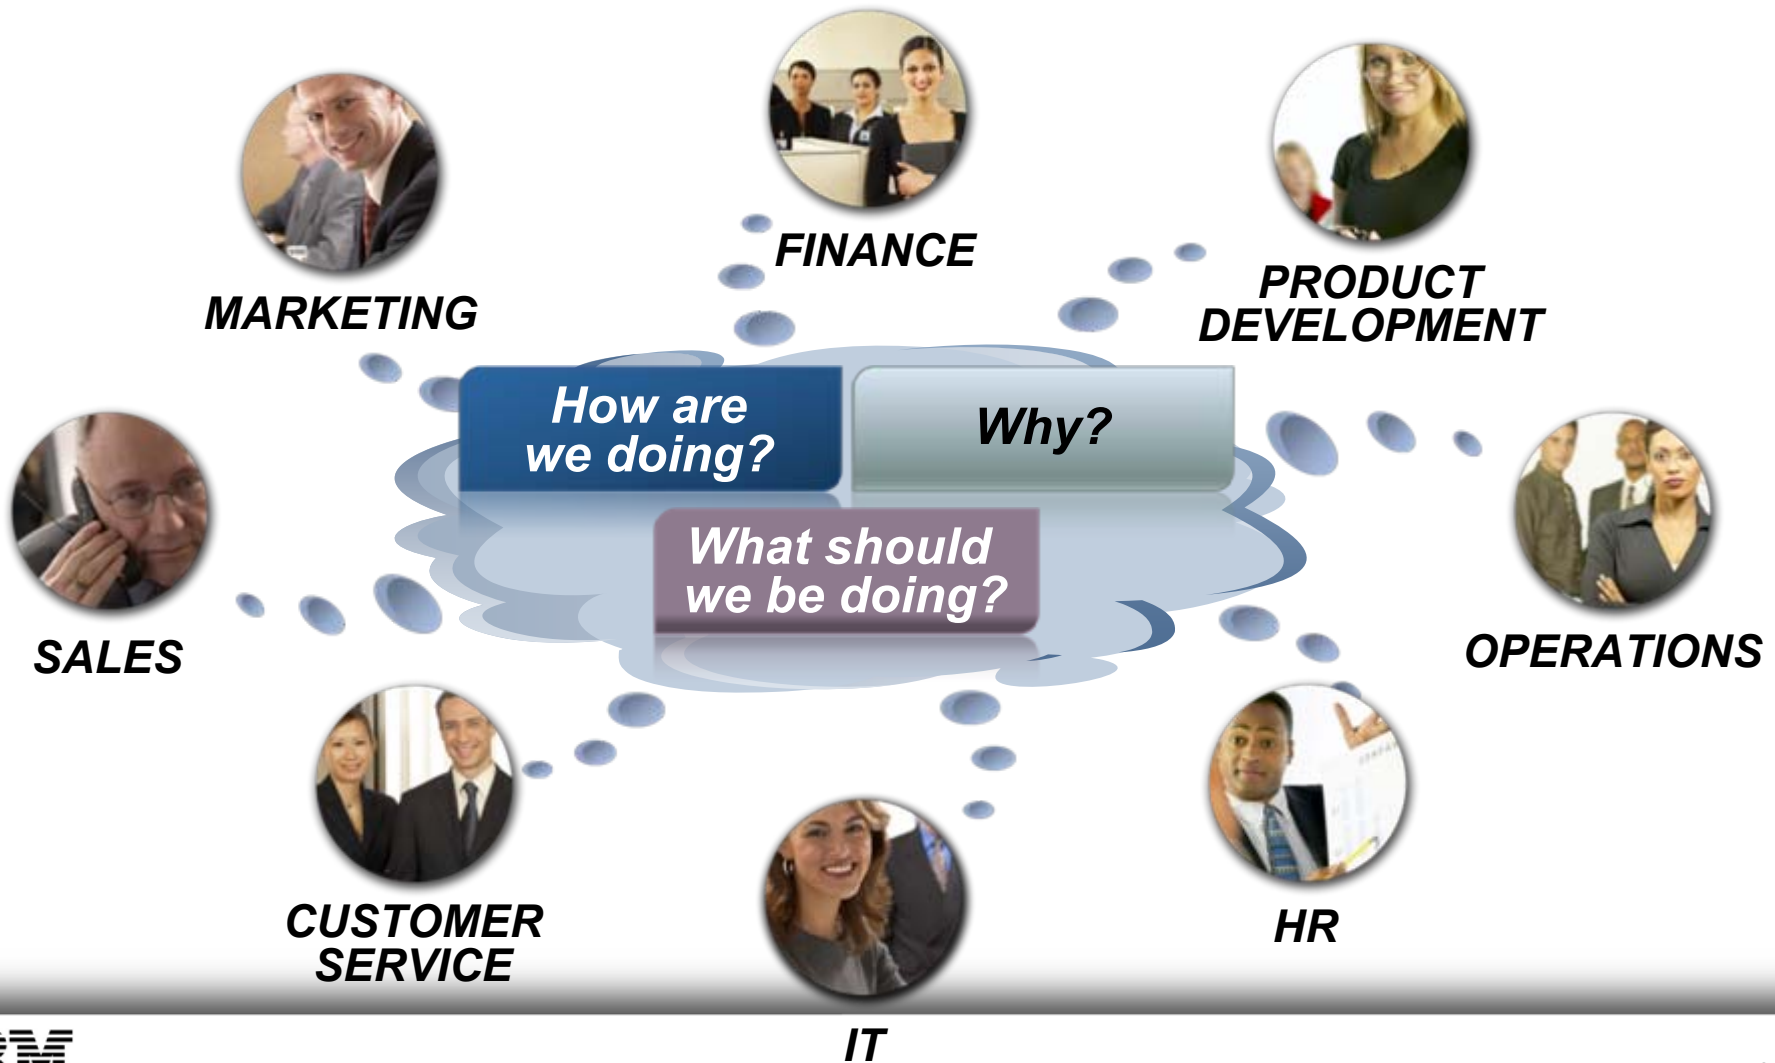 FINANCE
MARKETING
PRODUCT
DEVELOPMENT
How are
we doing?
Why?
What should
we be doing?
SALES
OPERATIONS
CUSTOMER
SERVICE
HR
IT